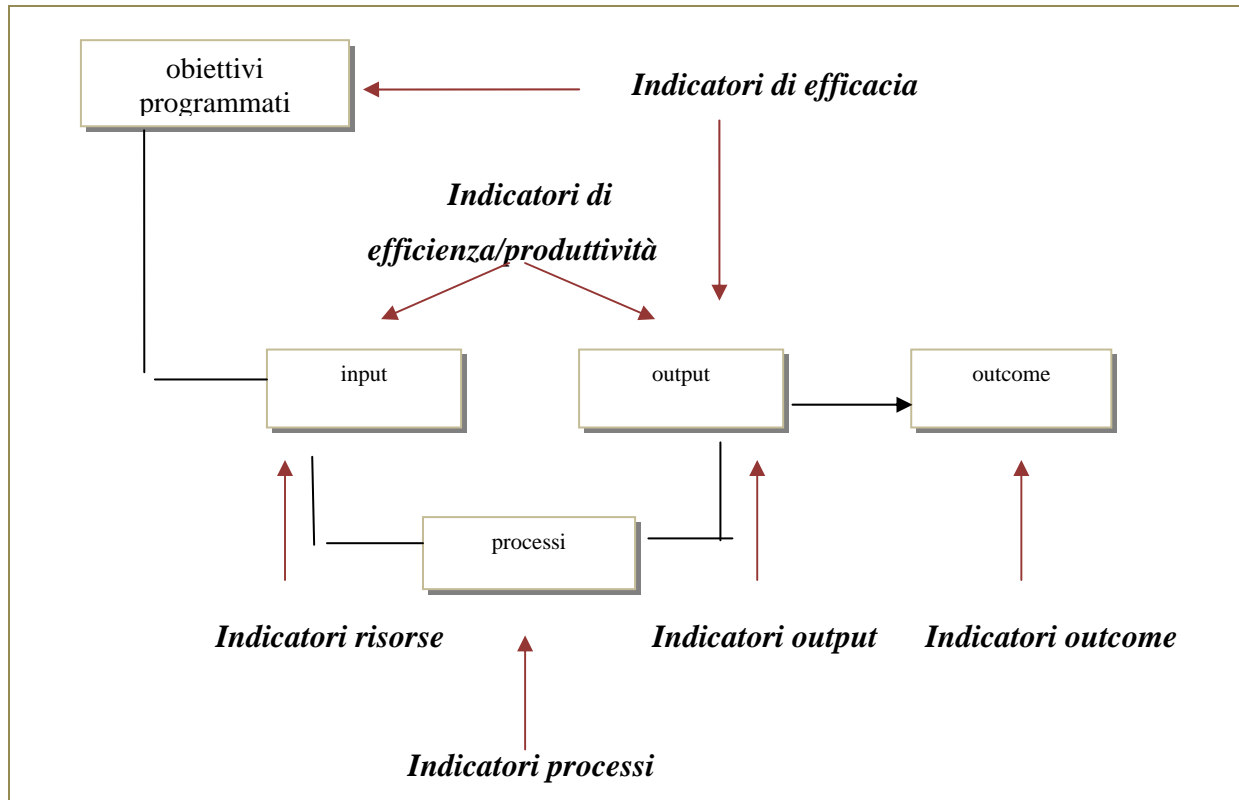 obiettivi
programmati
Indicatori di efficacia
Indicatori di
efficienza/produttività
input
output
outcome
processi
Indicatori risorse
Indicatori output
Indicatori outcome
Indicatori processi